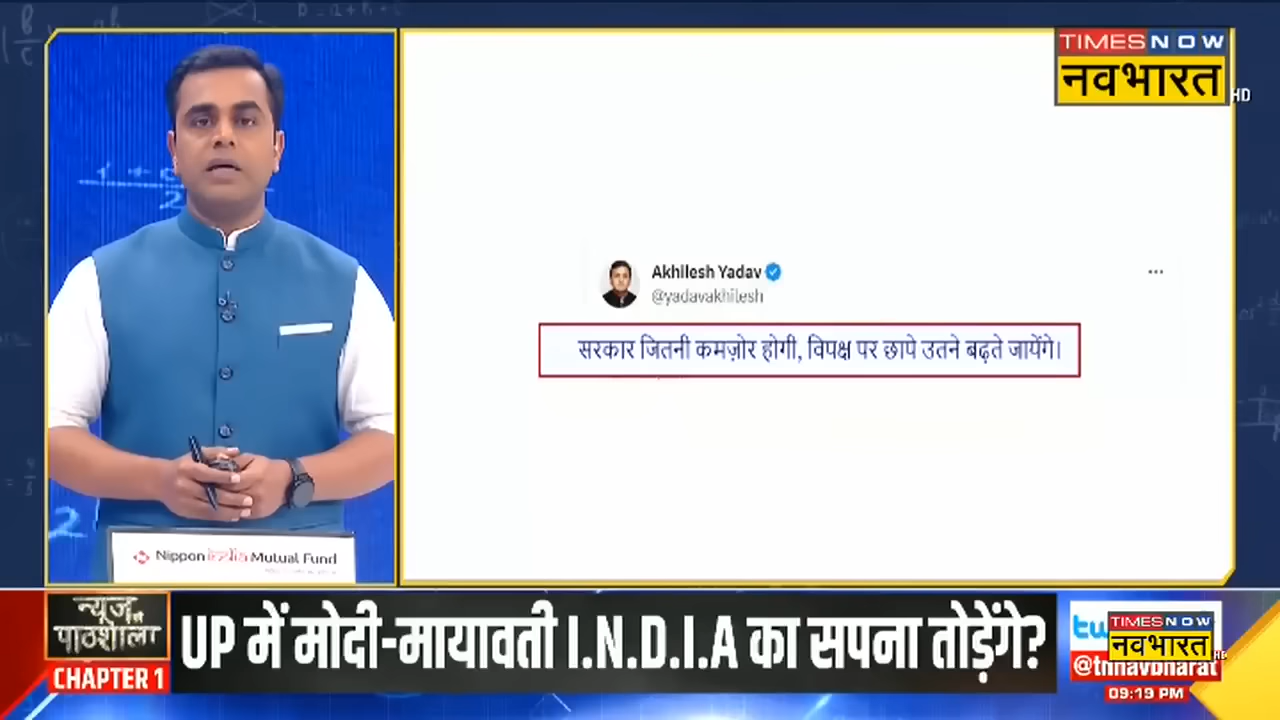 TIMES NOW
नवभारत
HD
Akhilesh Yadav
@yadavakhilesh
सरकार जितनी कमज़ोर होगी, विपक्ष पर छापे उतने बढ़ते जायेंगे।
Nippon India Mutual Fund
न्यूज़ की
पाठशाला
CHAPTER 1
UP में मोदी-मायावती I.N.D.I.A का सपना तोड़ेंगे?
TIMES NOW
नवभारत
HD
@tnnavbharat
09:19 PM